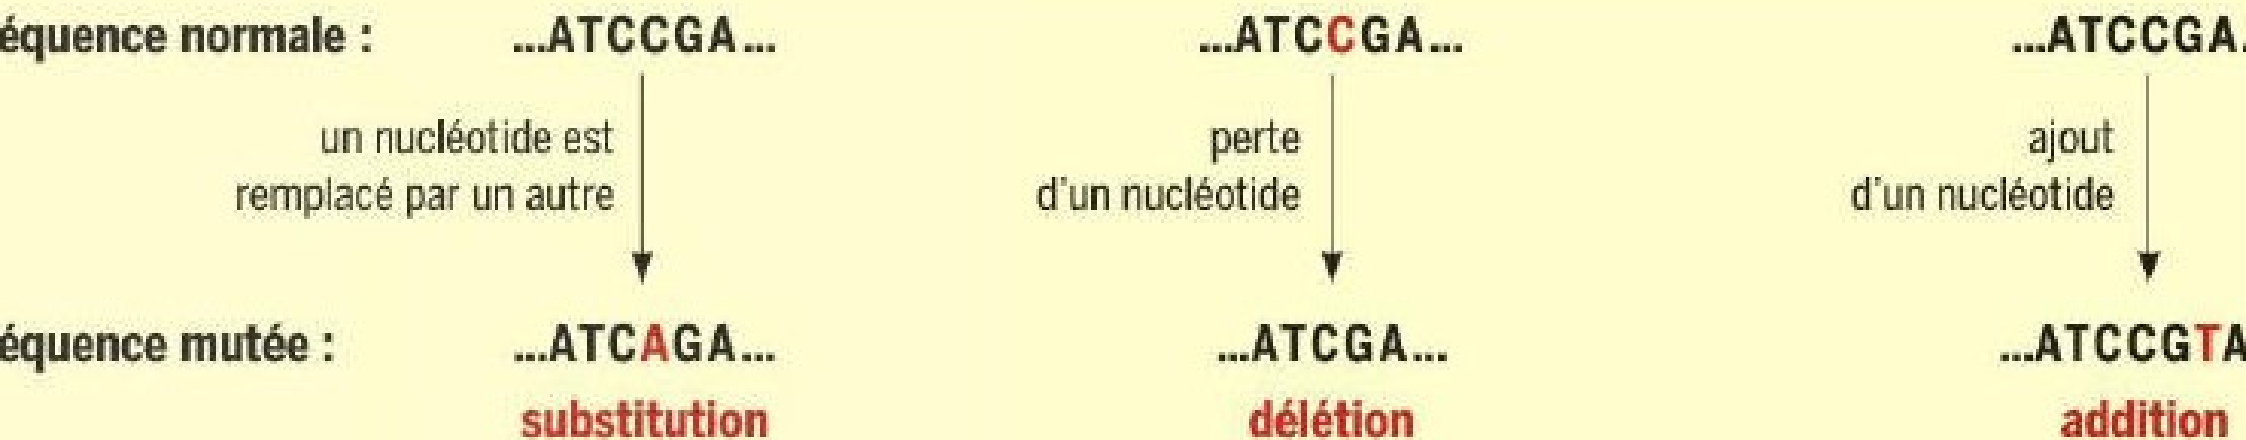 équence normale : ...ATCCGA... ...ATCCGA... ...ATCCGA.
un nucléotide est perte ajout
remplacé par un autre d'un nucléotide d'un nucléotide
équence mutée : ...ATCAGA... ...ATCGA... ...ATCCGTA
substitution délétion addition